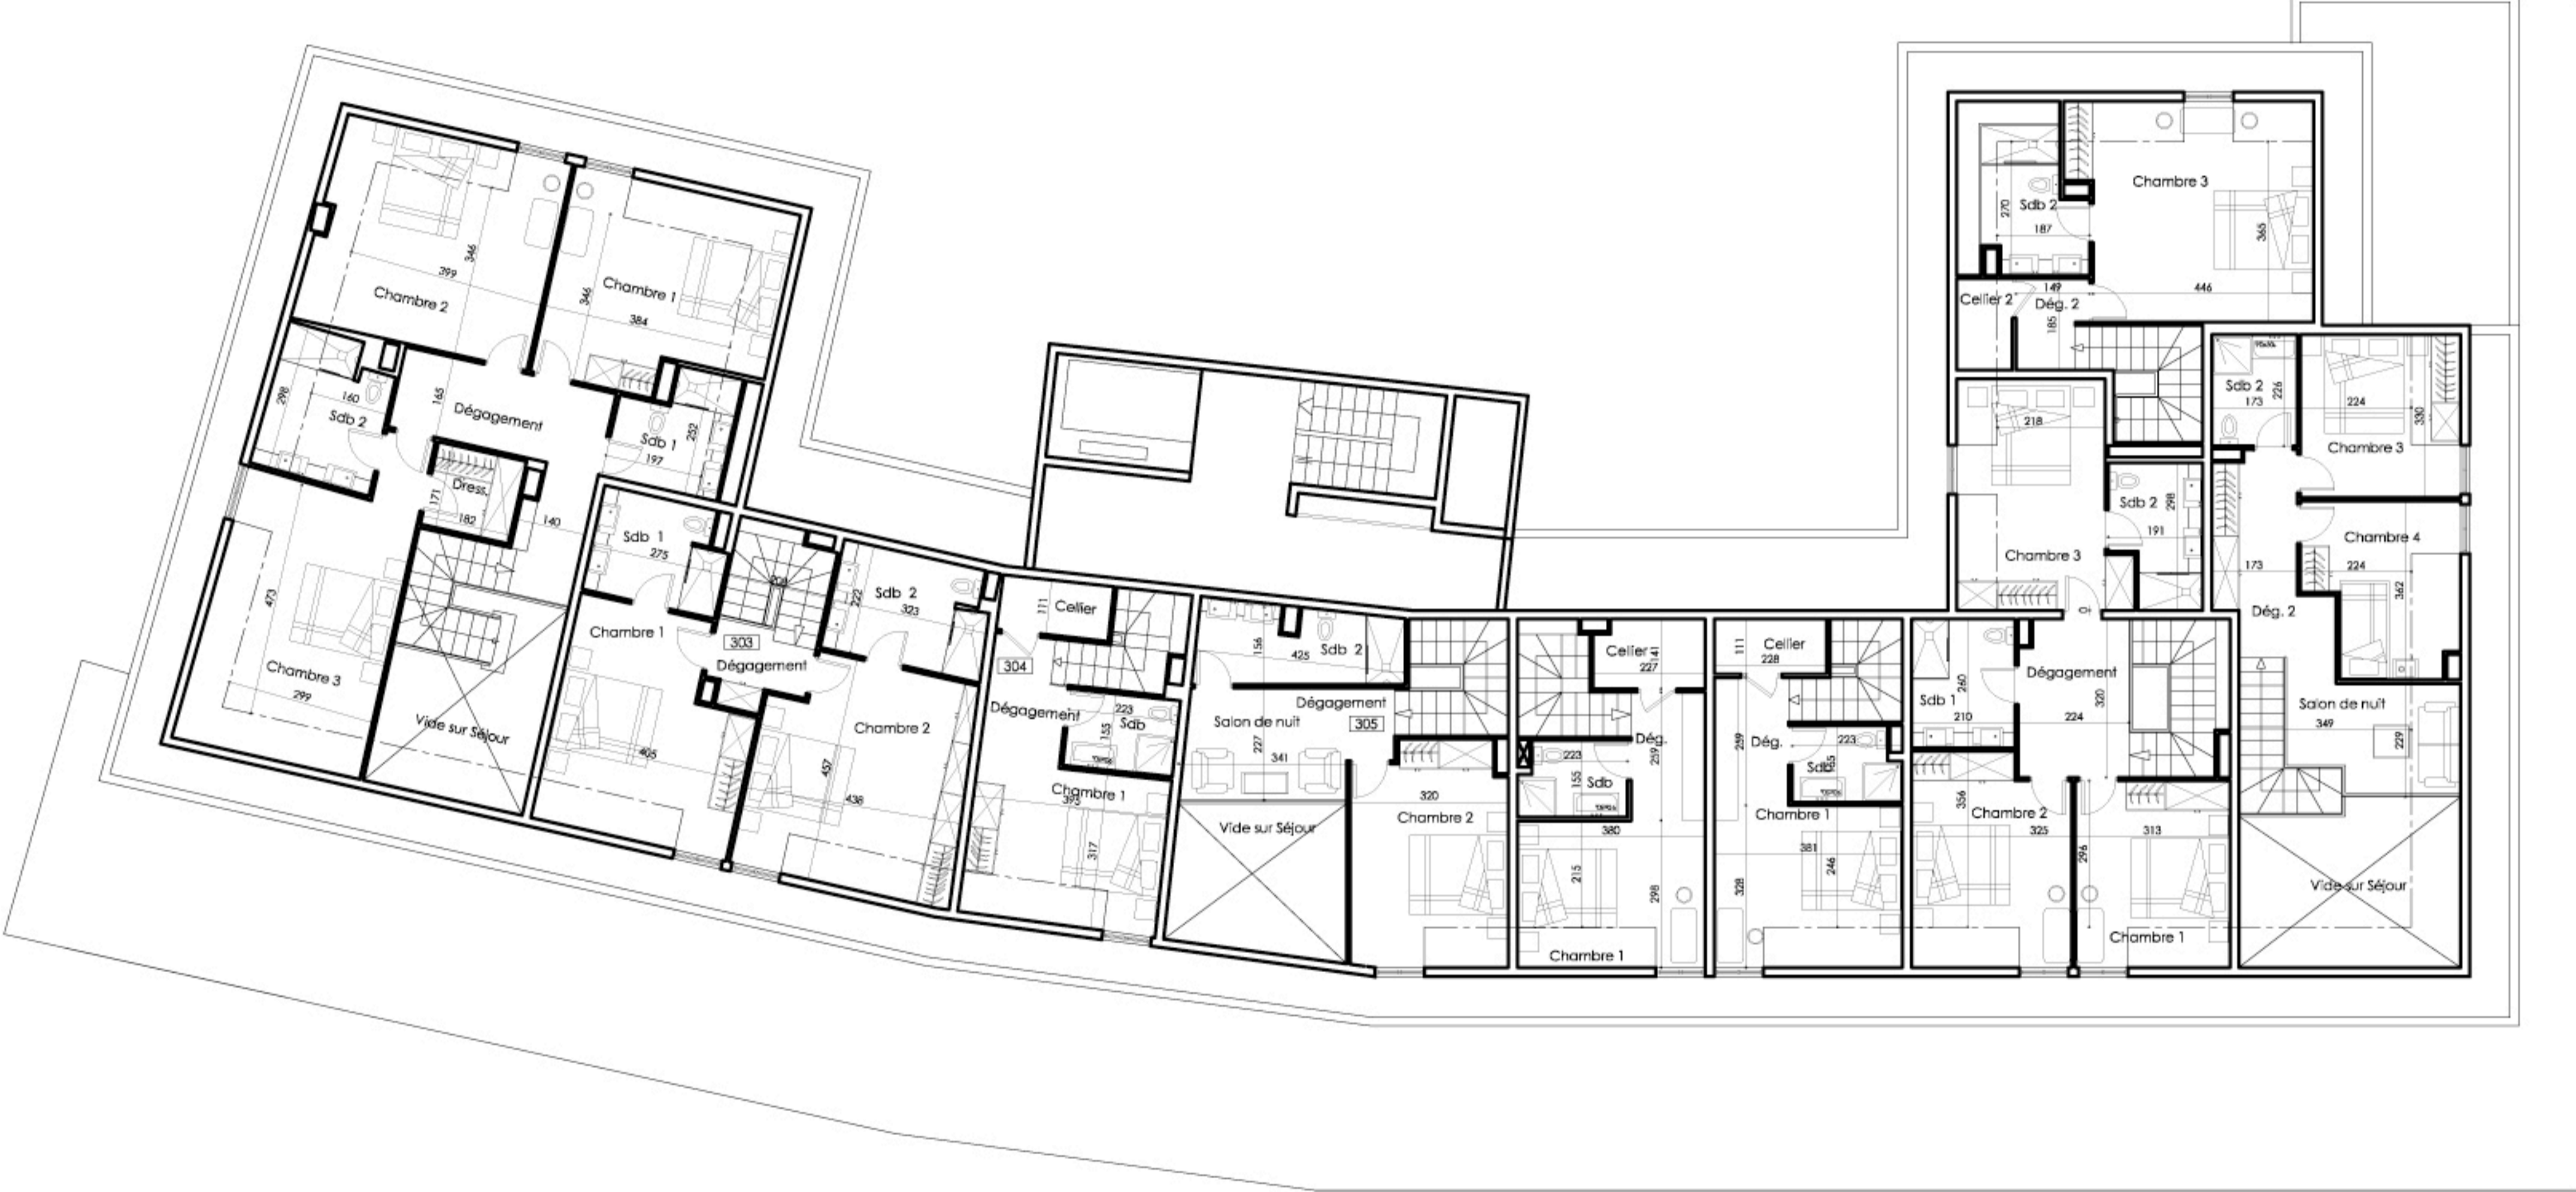 Chambre 2
399
346
Chambre 1
346
384
Sdb 2
298
160
165
Dégagement
Sdb 1
252
197
Dress.
171
182
140
Chambre 3
473
299
Vide sur Séjour
Sdb 1
275
Chambre 1
405
303
Dégagement
208
Sdb 2
222
323
Chambre 2
457
438
Cellier
111
304
Dégagement
223
Sdb
155
Chambre 1
395
317
Sdb 2
156
425
Dégagement
305
Salon de nuit
227
341
Vide sur Séjour
320
Chambre 2
Cellier
141
227
Dég.
259
223
Sdb
155
380
215
298
Chambre 1
Cellier
111
228
Dég.
259
223
Sdb
Chambre 1
381
246
328
Chambre 3
365
446
Sdb 2
270
187
Cellier 2
149
Dég. 2
185
218
Chambre 3
Sdb 2
298
191
Dégagement
320
224
Sdb 1
260
210
Chambre 2
356
325
313
296
Chambre 1
Sdb 2
173
226
224
330
Chambre 3
Chambre 4
224
362
173
Dég. 2
Salon de nuit
349
229
Vide sur Séjour